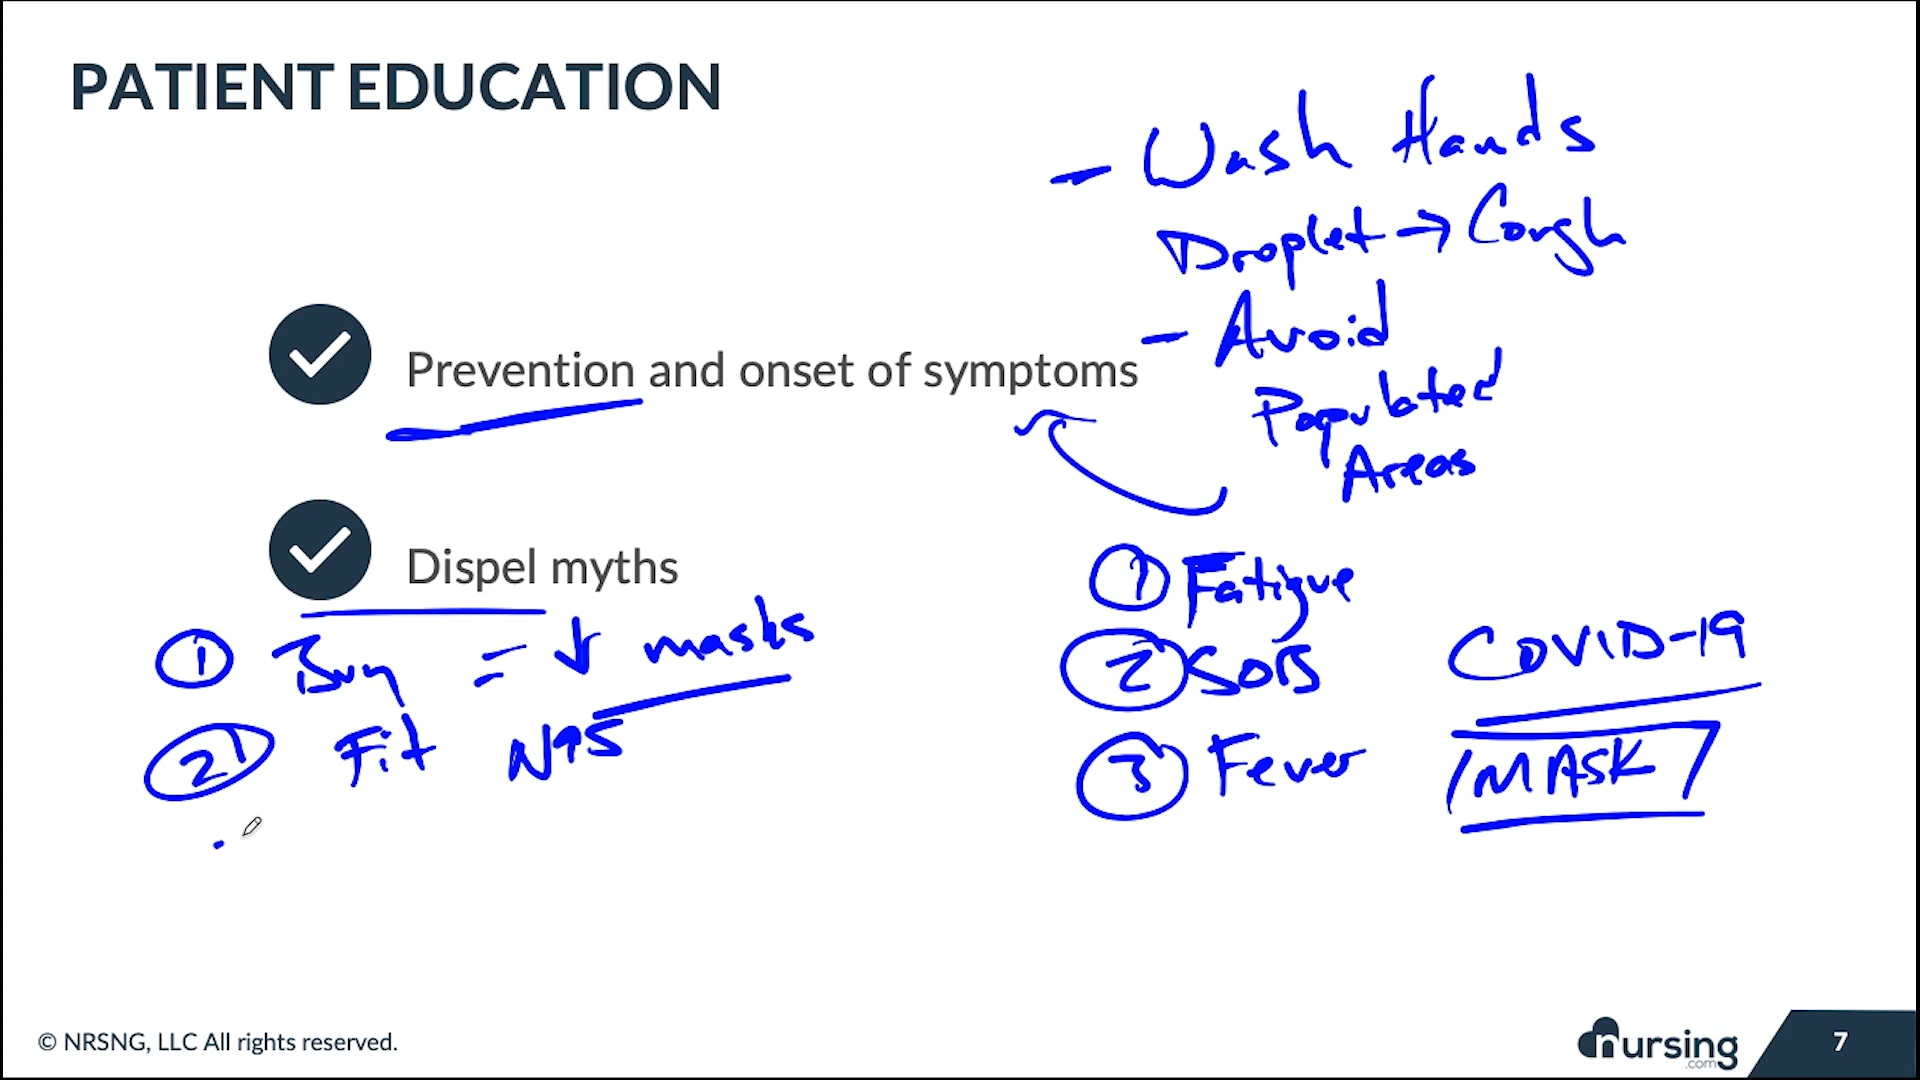 PATIENT EDUCATION
- Wash Hands
Droplet → Cough
- Avoid
Populated
Areas
Prevention and onset of symptoms
Dispel myths
① Buy = ↓ masks
② Fit N95
① Fatigue
② SOB
③ Fever
COVID-19
MASK
© NRSNG, LLC All rights reserved.
nursing
.com
7